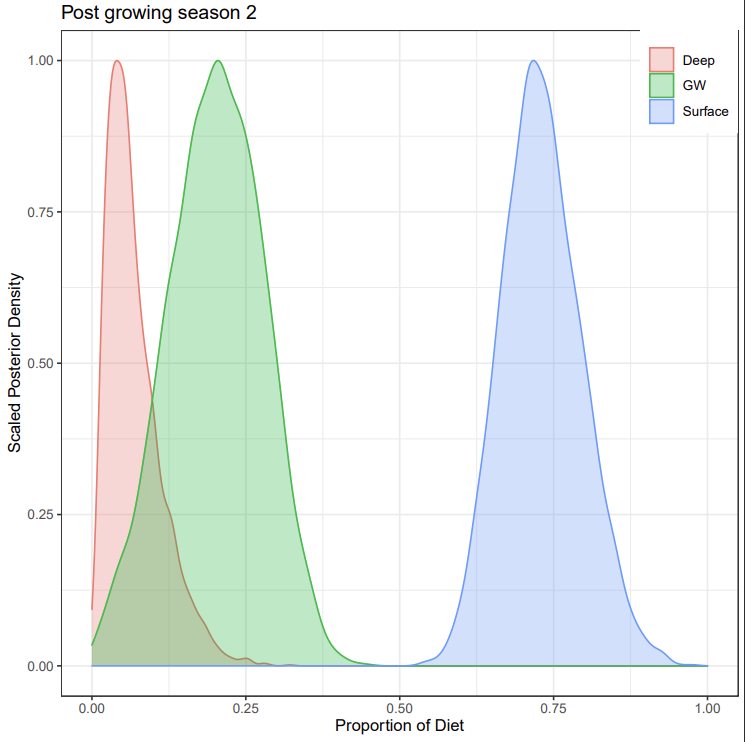 Post growing season 2
Deep
GW
Surface
1.00
0.75
0.50
0.25
0.00
Scaled Posterior Density
0.00 0.25 0.50 0.75 1.00
Proportion of Diet